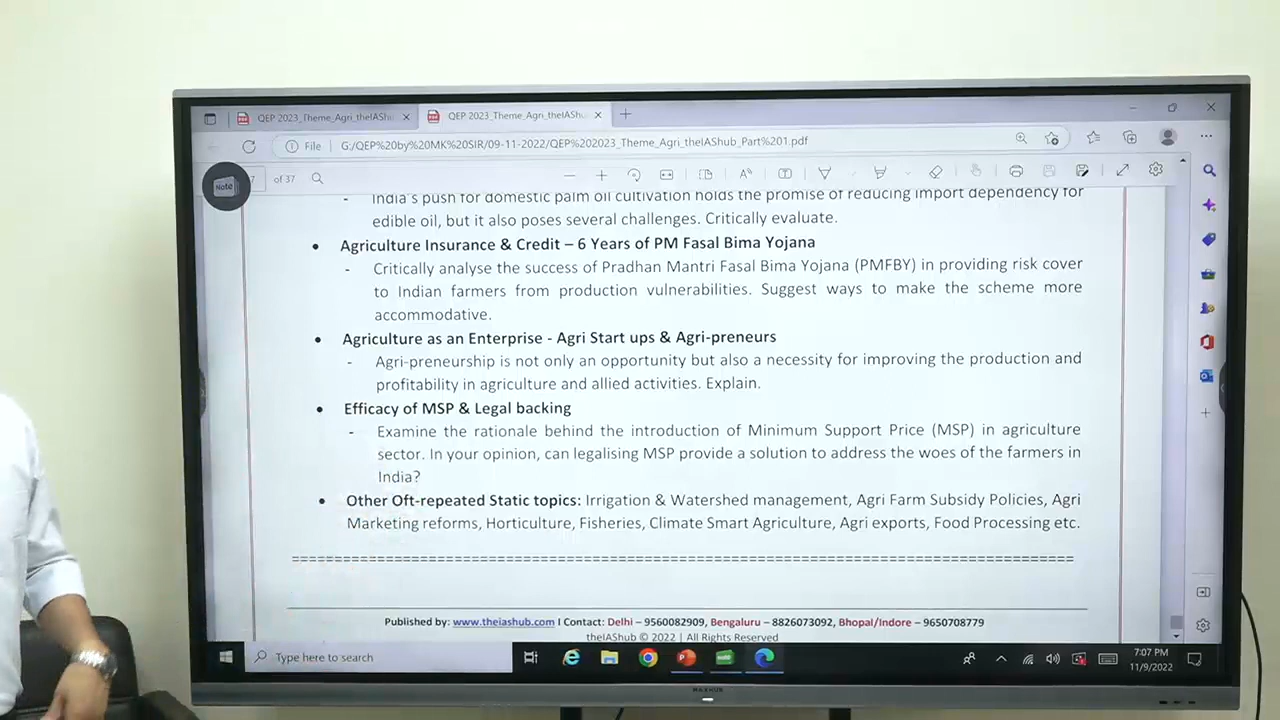 QEP 2023_Theme_Agri_theIASh
QEP 2023_Theme_Agri_theIAShu
File
G:/QEP%20by%20MK%20SIR/09-11-2022/QEP%202023_Theme_Agri_theIAShub_Part%201.pdf
Note
of 37
India's push for domestic palm oil cultivation holds the promise of reducing import dependency for
edible oil, but it also poses several challenges. Critically evaluate.
• Agriculture Insurance & Credit – 6 Years of PM Fasal Bima Yojana
- Critically analyse the success of Pradhan Mantri Fasal Bima Yojana (PMFBY) in providing risk cover
to Indian farmers from production vulnerabilities. Suggest ways to make the scheme more
accommodative.
• Agriculture as an Enterprise - Agri Start ups & Agri-preneurs
- Agri-preneurship is not only an opportunity but also a necessity for improving the production and
profitability in agriculture and allied activities. Explain.
• Efficacy of MSP & Legal backing
- Examine the rationale behind the introduction of Minimum Support Price (MSP) in agriculture
sector. In your opinion, can legalising MSP provide a solution to address the woes of the farmers in
India?
• Other Oft-repeated Static topics: Irrigation & Watershed management, Agri Farm Subsidy Policies, Agri
Marketing reforms, Horticulture, Fisheries, Climate Smart Agriculture, Agri exports, Food Processing etc.
Published by: www.theiashub.com I Contact: Delhi – 9560082909, Bengaluru – 8826073092, Bhopal/Indore – 9650708779
theIAShub © 2022 | All Rights Reserved
Type here to search
7:07 PM
11/9/2022
MAXHUB